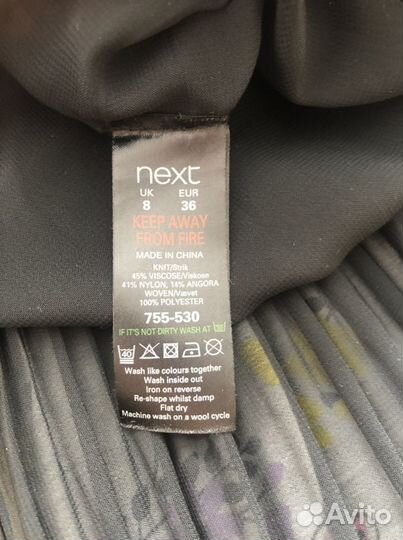 next
UK EUR
8 36
KEEP AWAY
FROM FIRE
MADE IN CHINA
KNIT/Strik
45% VISCOSE/Viskose
41% NYLON, 14% ANGORA
WOVEN/Vævet
100% POLYESTER
755-530
IF IT'S NOT DIRTY WASH AT 30
40
Wash like colours together
Wash inside out
Iron on reverse
Re-shape whilst damp
Flat dry
Machine wash on a wool cycle
Avito